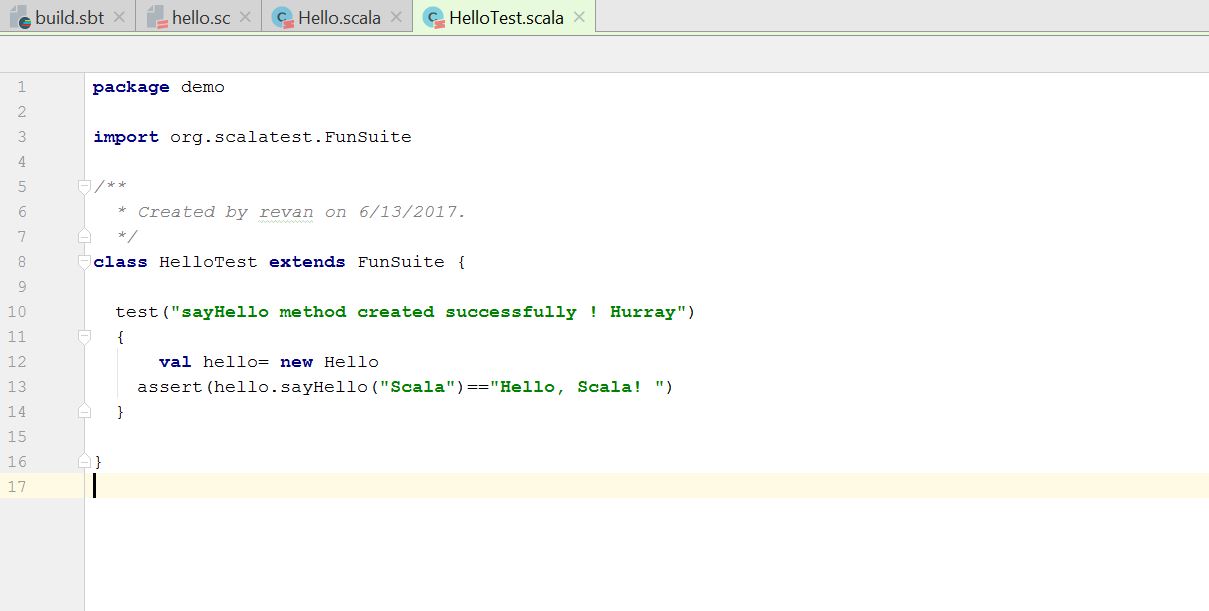 build.sbt hello.sc Hello.scala HelloTest.scala
1 package demo
2
3 import org.scalatest.FunSuite
4
5 /**
6 * Created by revan on 6/13/2017.
7 */
8 class HelloTest extends FunSuite {
9
10 test("sayHello method created successfully ! Hurray")
11 {
12 val hello= new Hello
13 assert(hello.sayHello("Scala")=="Hello, Scala! ")
14 }
15
16 }
17